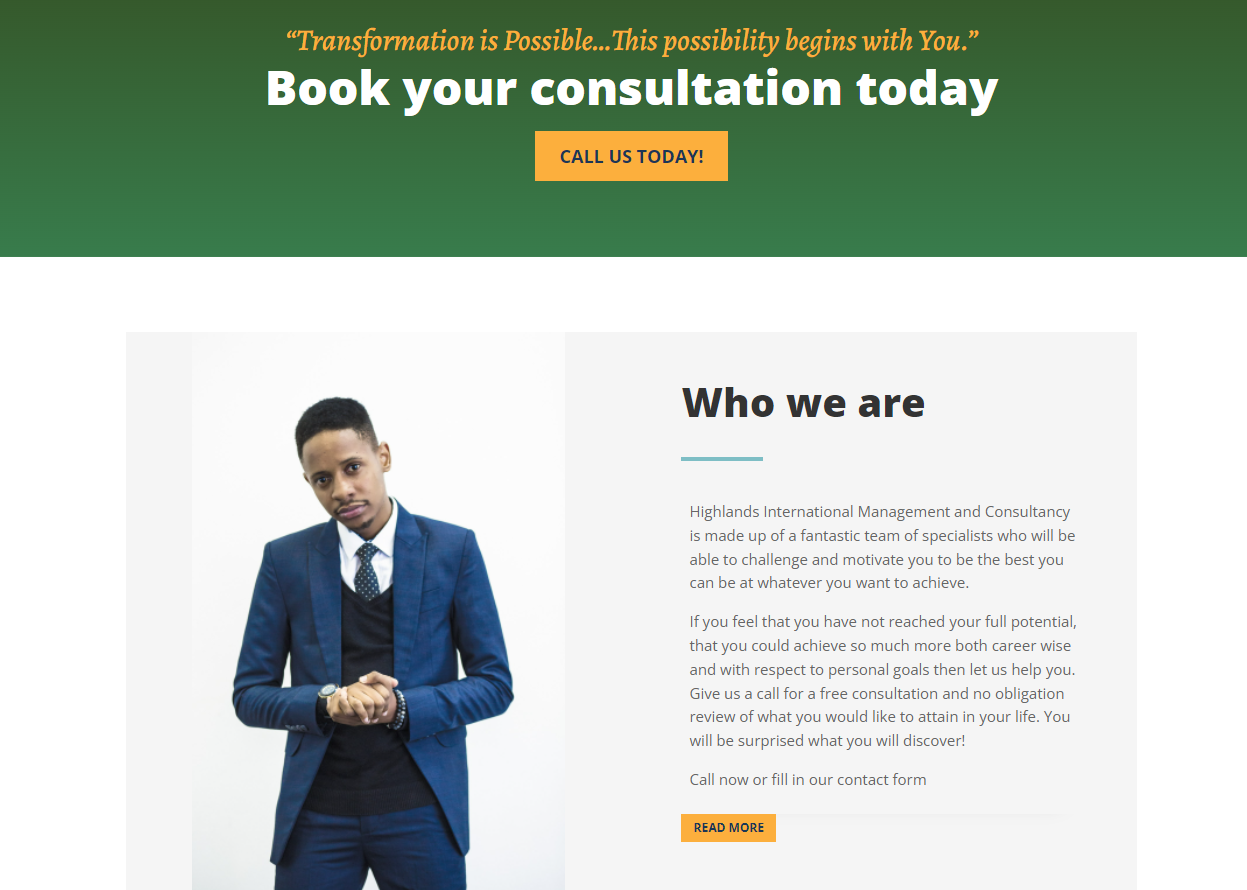 “Transformation is Possible...This possibility begins with You.”
Book your consultation today
CALL US TODAY!
Who we are
Highlands International Management and Consultancy
is made up of a fantastic team of specialists who will be
able to challenge and motivate you to be the best you
can be at whatever you want to achieve.
If you feel that you have not reached your full potential,
that you could achieve so much more both career wise
and with respect to personal goals then let us help you.
Give us a call for a free consultation and no obligation
review of what you would like to attain in your life. You
will be surprised what you will discover!
Call now or fill in our contact form
READ MORE